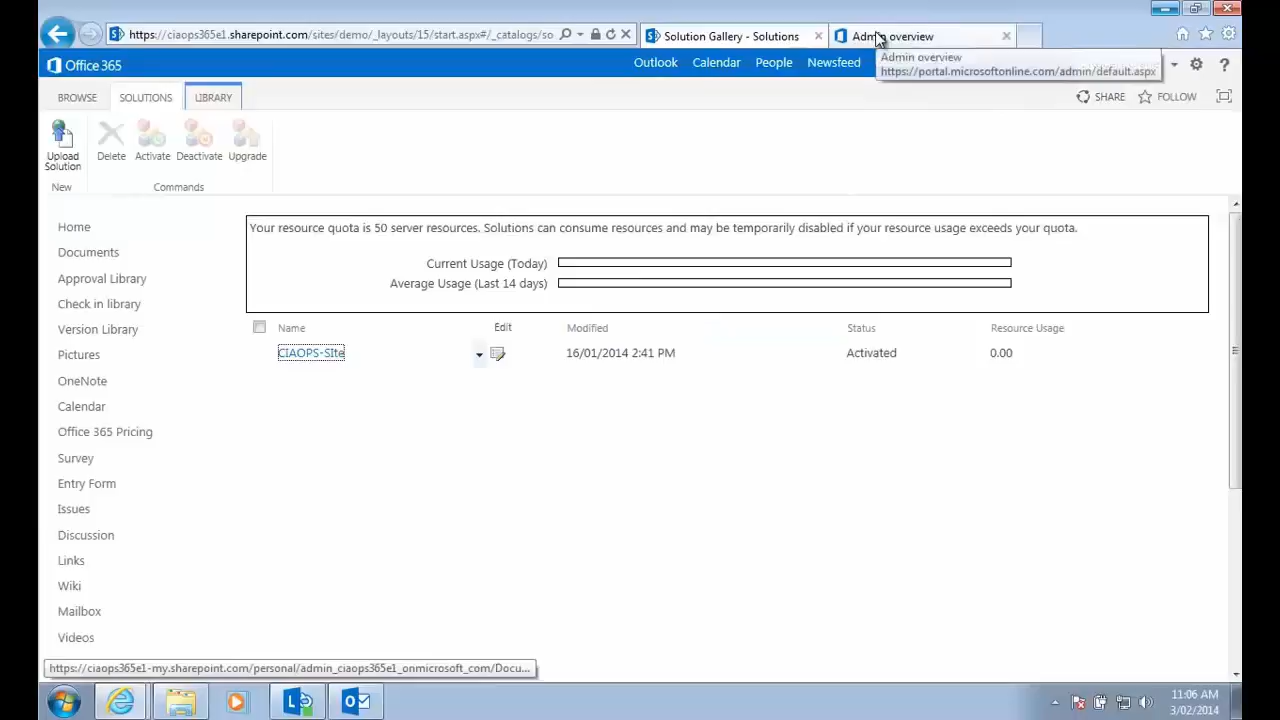 https://ciaops365e1.sharepoint.com/sites/demo/_layouts/15/start.aspx#/_catalogs/so
Solution Gallery - Solutions
Admin overview
Admin overview
https://portal.microsoftonline.com/admin/default.aspx
Office 365
Outlook
Calendar
People
Newsfeed
?
BROWSE
SOLUTIONS
LIBRARY
SHARE
FOLLOW
Upload
Solution
Delete
Activate
Deactivate
Upgrade
New
Commands
Your resource quota is 50 server resources. Solutions can consume resources and may be temporarily disabled if your resource usage exceeds your quota.
Current Usage (Today)
Average Usage (Last 14 days)
Name
Edit
Modified
Status
Resource Usage
CIAOPS-SIte
16/01/2014 2:41 PM
Activated
0.00
Home
Documents
Approval Library
Check in library
Version Library
Pictures
OneNote
Calendar
Office 365 Pricing
Survey
Entry Form
Issues
Discussion
Links
Wiki
Mailbox
Videos
https://ciaops365e1-my.sharepoint.com/personal/admin_ciaops365e1_onmicrosoft_com/Docu...
11:06 AM
3/02/2014